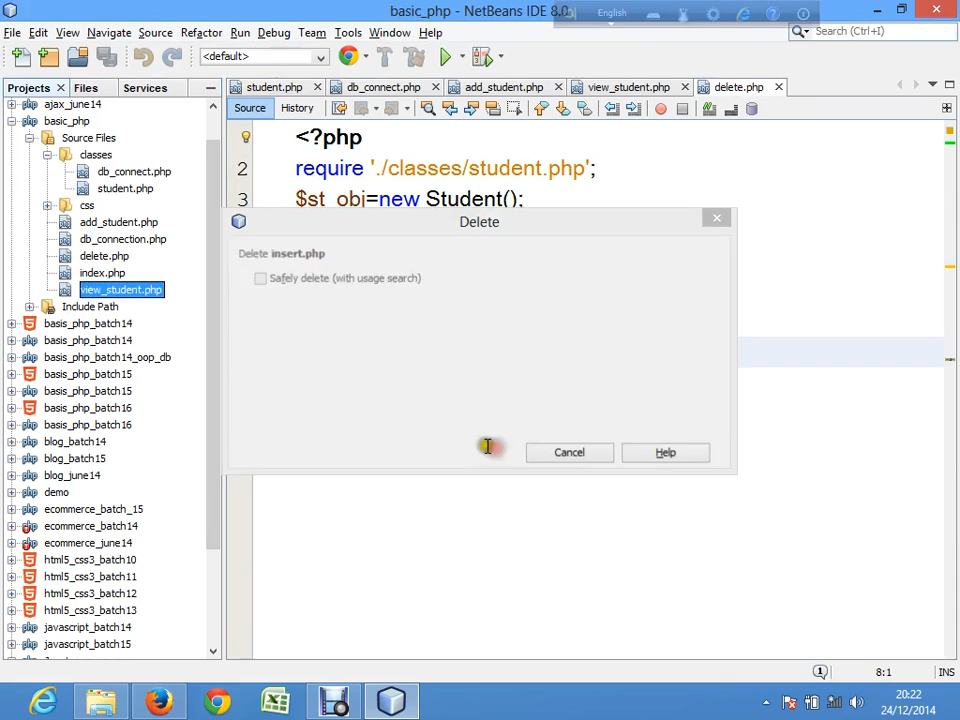 basic_php - NetBeans IDE 8.0
English
File Edit View Navigate Source Refactor Run Debug Team Tools Window Help
Search (Ctrl+I)
<default>
Projects Files Services
student.php db_connect.php add_student.php view_student.php delete.php
Source History
ajax_june14
basic_php
Source Files
classes
db_connect.php
student.php
css
add_student.php
db_connection.php
delete.php
index.php
view_student.php
Include Path
basis_php_batch14
basis_php_batch14
basis_php_batch14_oop_db
basis_php_batch15
basis_php_batch15
basis_php_batch16
basis_php_batch16
blog_batch14
blog_batch15
blog_june14
demo
ecommerce_batch_15
ecommerce_batch14
ecommerce_june14
html5_css3_batch10
html5_css3_batch11
html5_css3_batch12
html5_css3_batch13
javascript_batch14
javascript_batch15
<?php
2 require './classes/student.php';
3 $st_obj=new Student();
Delete
Delete insert.php
Safely delete (with usage search)
Cancel Help
1 8:1 INS
20:22
24/12/2014